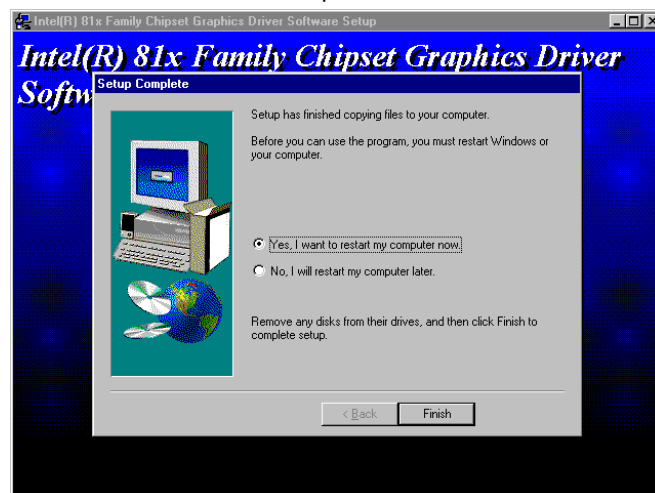 Intel(R) 81x Family Chipset Graphics Driver Software Setup
Intel(R) 81x Family Chipset Graphics Driver
Softw
Setup Complete
Setup has finished copying files to your computer.
Before you can use the program, you must restart Windows or
your computer.
Yes, I want to restart my computer now.
No, I will restart my computer later.
Remove any disks from their drives, and then click Finish to
complete setup.
< Back Finish